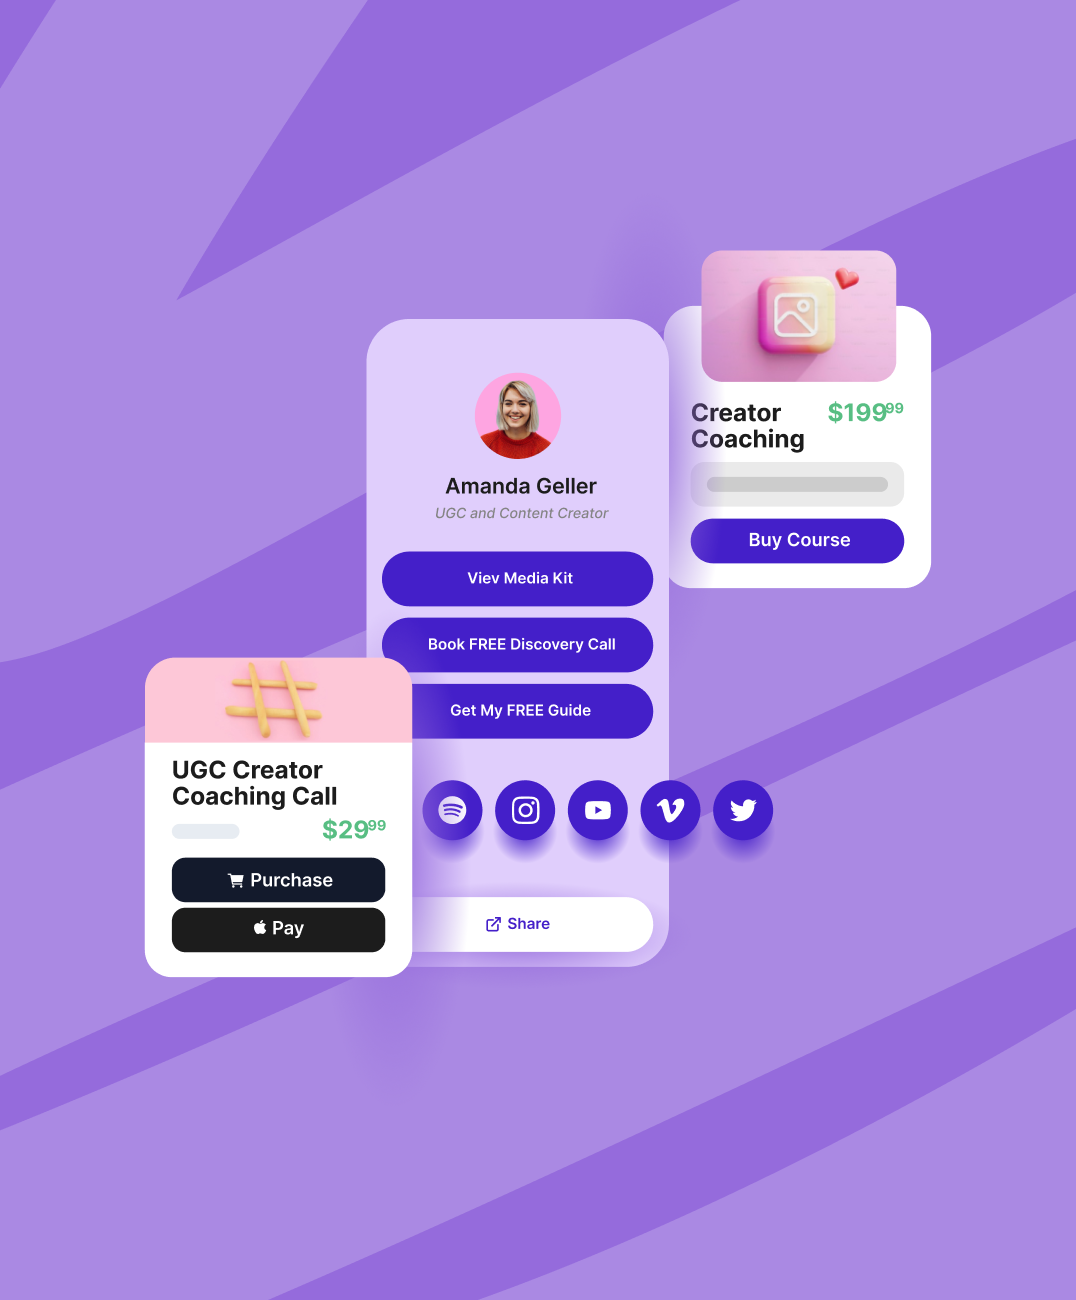 Creator
Coaching
$199.99
Buy Course
Amanda Geller
UGC and Content Creator
Viev Media Kit
Book FREE Discovery Call
Get My FREE Guide
UGC Creator
Coaching Call
$29.99
Purchase
Pay
Share